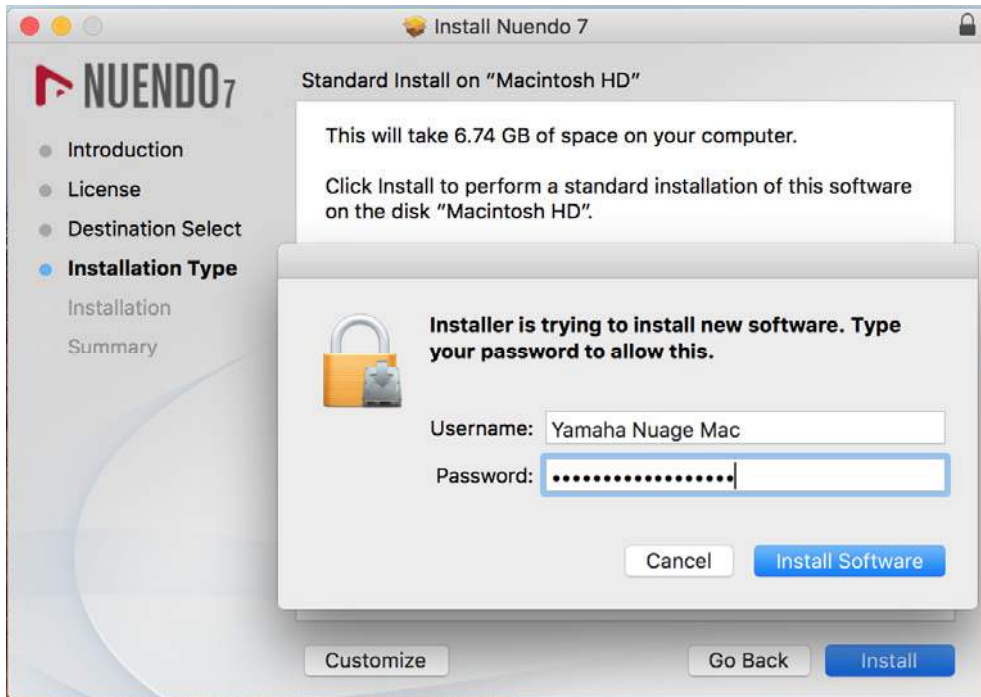 Install Nuendo 7
NUENDO 7
Standard Install on “Macintosh HD”
Introduction
License
Destination Select
Installation Type
Installation
Summary
This will take 6.74 GB of space on your computer.
Click Install to perform a standard installation of this software
on the disk “Macintosh HD”.
Installer is trying to install new software. Type
your password to allow this.
Username: Yamaha Nuage Mac
Password: ••••••••••••••••••
Cancel
Install Software
Customize
Go Back
Install